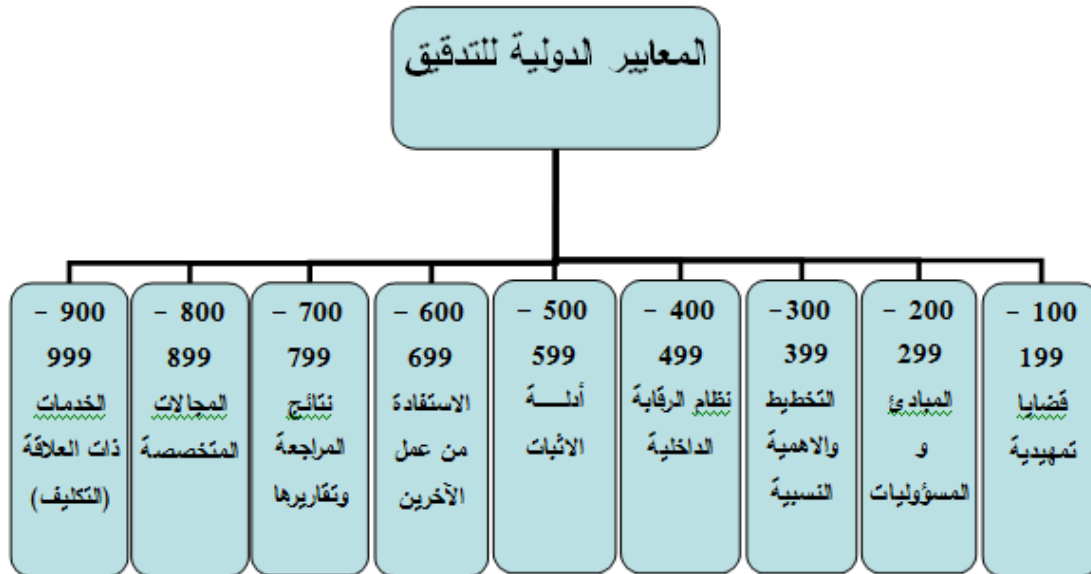 المعايير الدولية للتدقيق
100 -
199
قضايا
تمهيدية
200 -
299
المبادئ
و
المسؤوليات
300-
399
التخطيط
والاهمية
النسبية
400 -
499
نظام الرقابة
الداخلية
500 -
599
أدلـــــة
الاثبات
600 -
699
الاستفادة
من عمل
الآخرين
700 -
799
نتائج
المراجعة
وتقاريرها
800 -
899
المجالات
المتخصصة
900 -
999
الخدمات
ذات العلاقة
(التكليف)